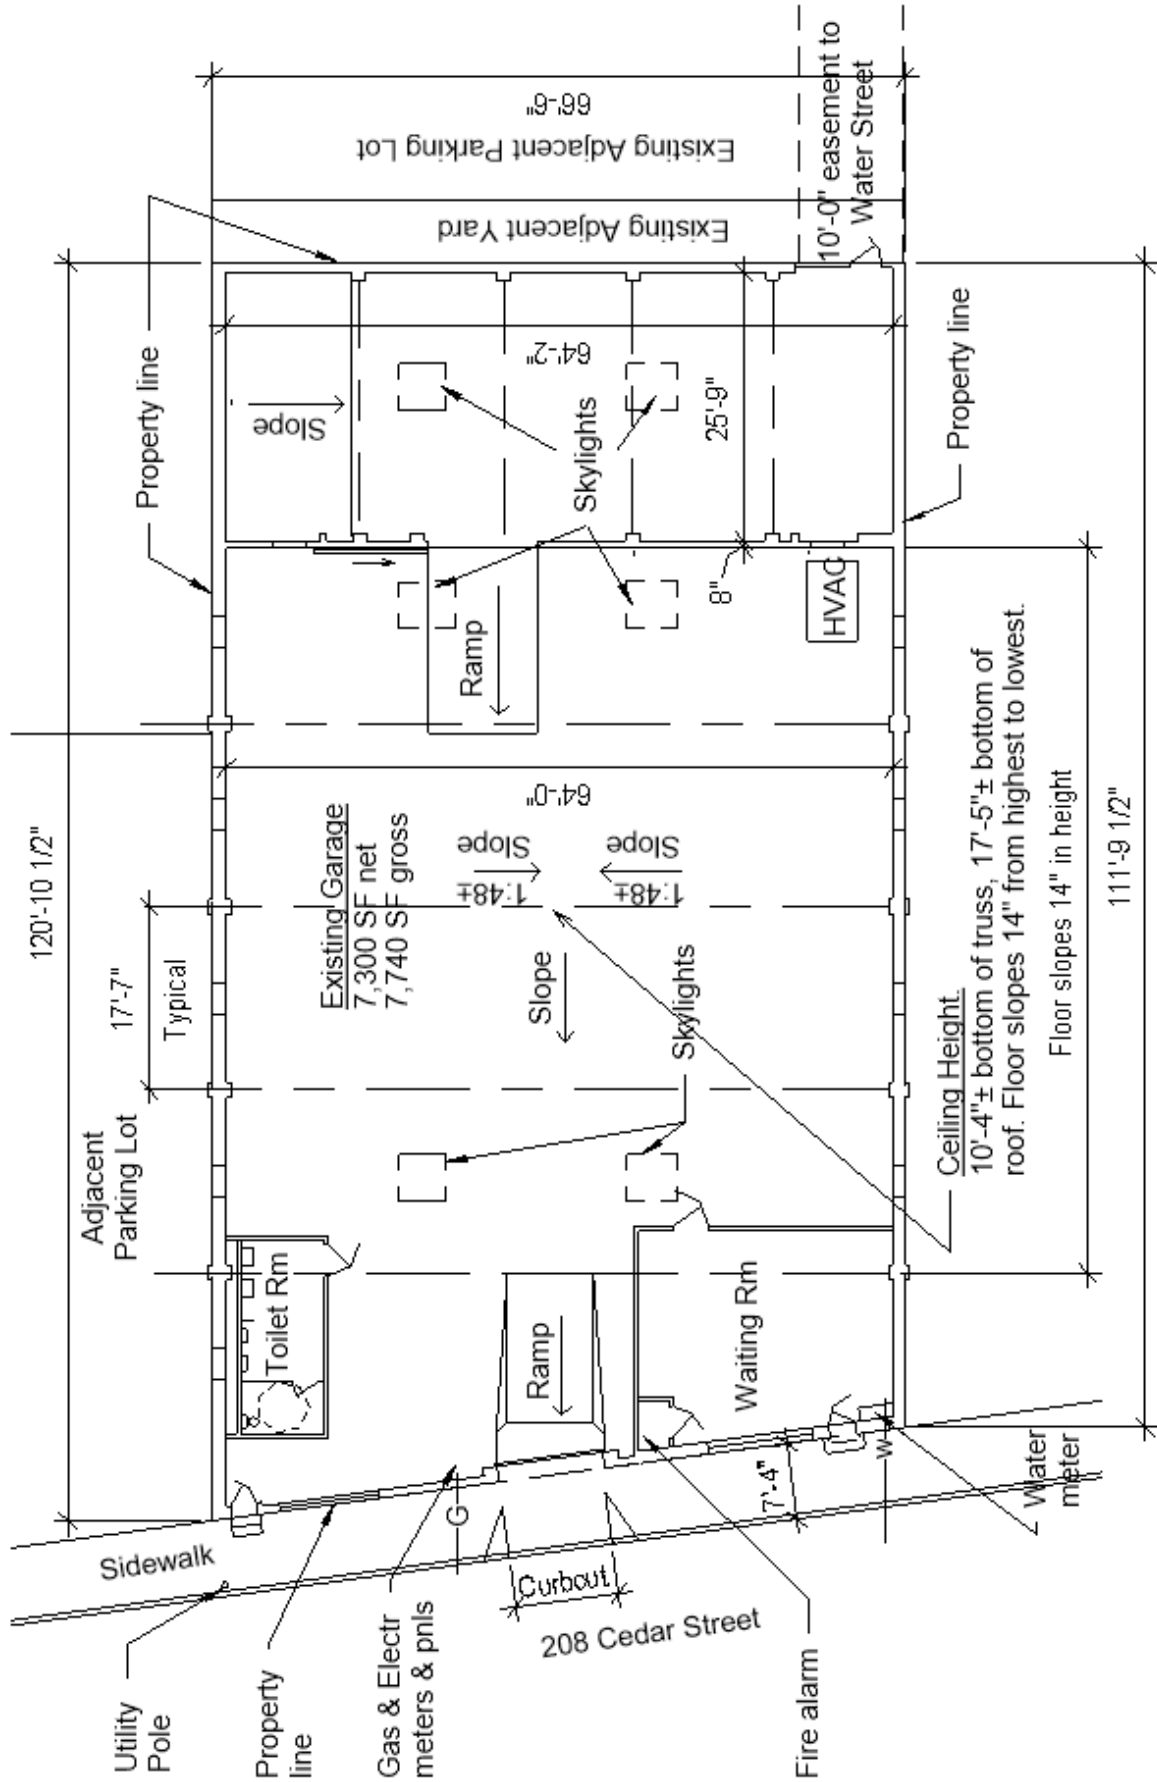 10'-0" easement to
Water Street
66'-6"
Existing Adjacent Parking Lot
Existing Adjacent Yard
Property line
64'-2"
Slope
Skylights
25'-9"
Property line
8"
HVAC
Ramp
120'-10 1/2"
64'-0"
Existing Garage
7,300 SF net
7,740 SF gross
Slope
1:48±
Slope
1:48±
17'-7"
Typical
Slope
Skylights
Ceiling Height.
10'-4"± bottom of truss, 17'-5"± bottom of
roof. Floor slopes 14" from highest to lowest.
Floor slopes 14" in height
111'-9 1/2"
Adjacent
Parking Lot
Toilet Rm
Ramp
Waiting Rm
7'-4"
W
Water
meter
G
Sidewalk
Curbcut
208 Cedar Street
Utility
Pole
Property
line
Gas & Electr
meters & pnls
Fire alarm